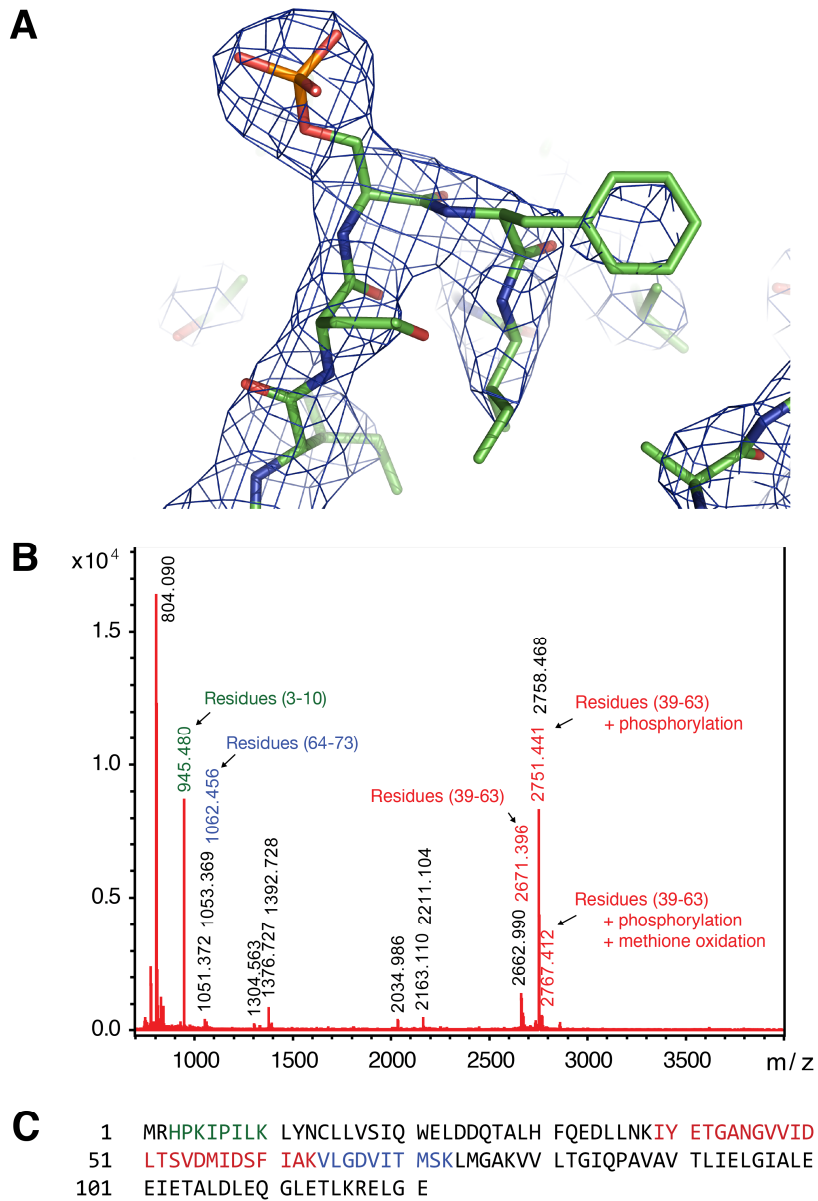 A
B
x10⁴
1.5
1.0
0.5
0.0
804.090
Residues (3-10)
945.480
Residues (64-73)
1062.456
1053.369
1051.372
1304.563
1376.727
1392.728
2034.986
2163.110
2211.104
Residues (39-63)
2671.396
2662.990
2758.468
2751.441
Residues (39-63)
+ phosphorylation
2767.412
Residues (39-63)
+ phosphorylation
+ methione oxidation
1000 1500 2000 2500 3000 3500 m/z
C
1 MRHPKIPILK LYNCLLVSIQ WELDDQTALH FQEDLLNKIY ETGANGVVID
51 LTSVDMIDSF IAKVLGDVIT MSKLMGAKVV LTGIQPAVAV TLIELGIALE
101 EIETALDLEQ GLETLKRELG E